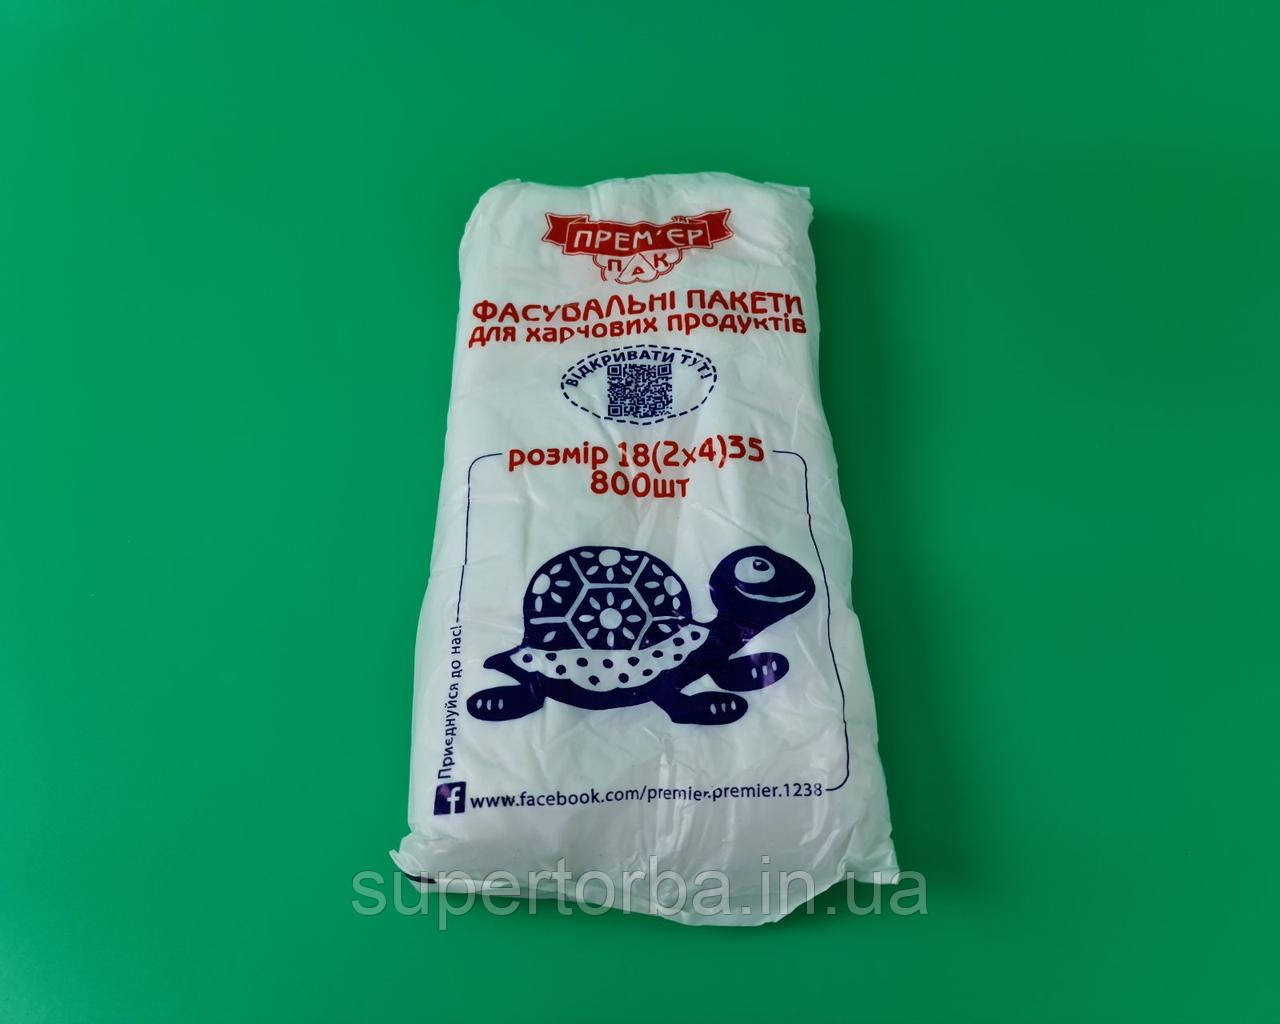 ПРЕМ'ЄР
ТМ
ПАК
ФАСУВАЛЬНІ ПАКЕТИ
для харчових продуктів
ВІДКРИВАТИ ТУТ!
розмір 18(2х4)35
800шт
Приєднуйся до нас!
f www.facebook.com/premier.premier.1238
supertorba.in.ua